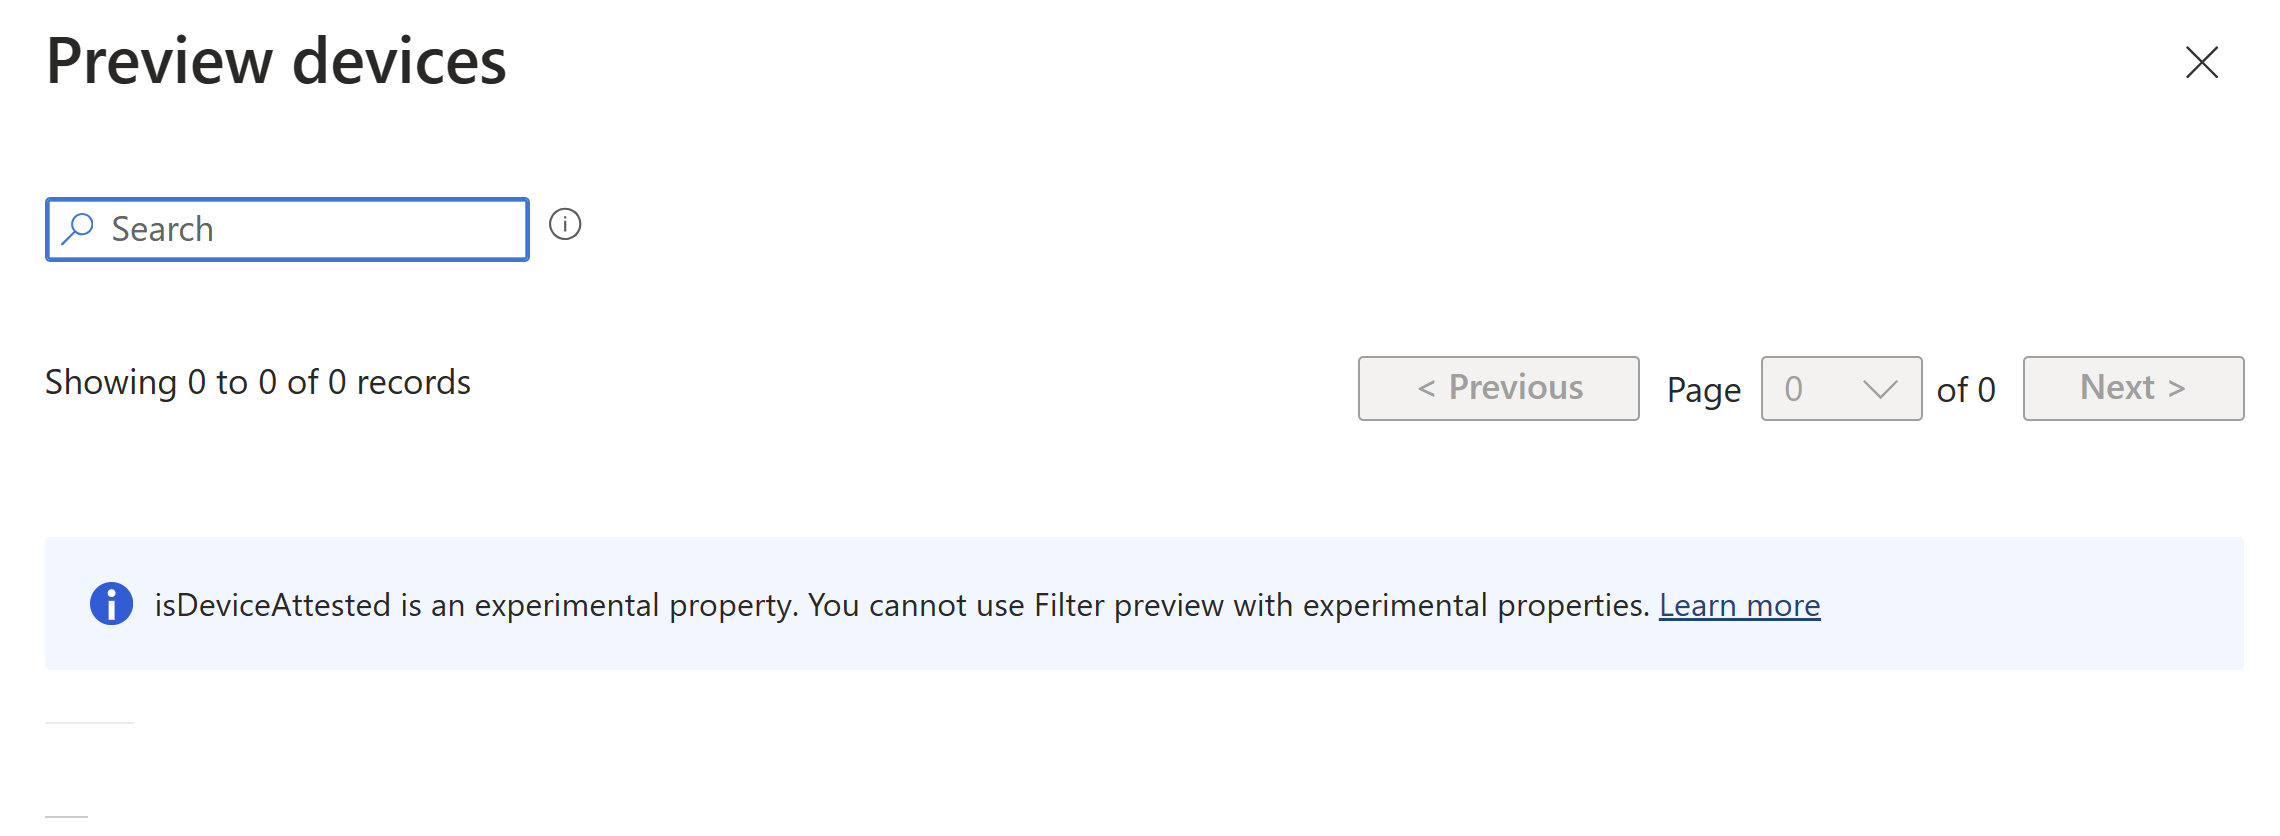 Preview devices
Search
Showing 0 to 0 of 0 records
< Previous Page 0 of 0 Next >
isDeviceAttested is an experimental property. You cannot use Filter preview with experimental properties. Learn more